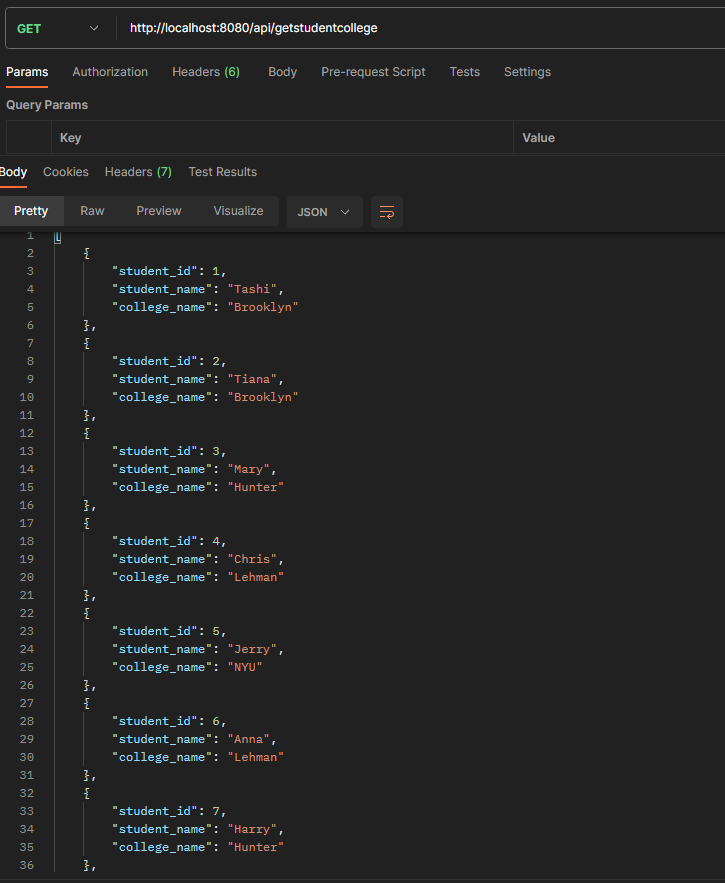 GET http://localhost:8080/api/getstudentcollege
Params Authorization Headers (6) Body Pre-request Script Tests Settings
Query Params
Key Value
Body Cookies Headers (7) Test Results
Pretty Raw Preview Visualize JSON
1 [
2 {
3 "student_id": 1,
4 "student_name": "Tashi",
5 "college_name": "Brooklyn"
6 },
7 {
8 "student_id": 2,
9 "student_name": "Tiana",
10 "college_name": "Brooklyn"
11 },
12 {
13 "student_id": 3,
14 "student_name": "Mary",
15 "college_name": "Hunter"
16 },
17 {
18 "student_id": 4,
19 "student_name": "Chris",
20 "college_name": "Lehman"
21 },
22 {
23 "student_id": 5,
24 "student_name": "Jerry",
25 "college_name": "NYU"
26 },
27 {
28 "student_id": 6,
29 "student_name": "Anna",
30 "college_name": "Lehman"
31 },
32 {
33 "student_id": 7,
34 "student_name": "Harry",
35 "college_name": "Hunter"
36 },